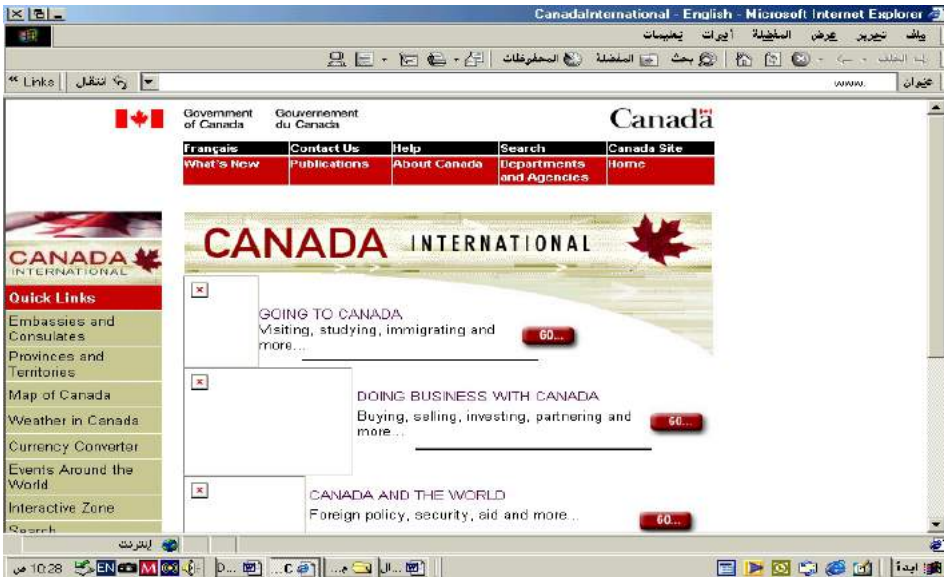 CanadaInternational - English - Microsoft Internet Explorer
ملف تحرير عرض المفضلة أدوات تعليمات
بحث المفضلة المحفوظات
عنوان www. انتقال Links
Government of Canada
Gouvernement du Canada
Canada
Français Contact Us Help Search Canada Site
What's New Publications About Canada Departments and Agencies Home
CANADA INTERNATIONAL
CANADA
INTERNATIONAL
Quick Links
Embassies and
Consulates
Provinces and
Territories
Map of Canada
Weather in Canada
Currency Converter
Events Around the
World
Interactive Zone
Search
GOING TO CANADA
Visiting, studying, immigrating and
more...
GO...
DOING BUSINESS WITH CANADA
Buying, selling, investing, partnering and
more...
GO...
CANADA AND THE WORLD
Foreign policy, security, aid and more...
GO...
إنترنت
ابدأ
EN
10:28 ص